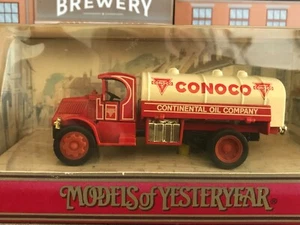 BREWERY
CONOCO
CONTINENTAL OIL COMPANY
MODELS of YESTERYEAR